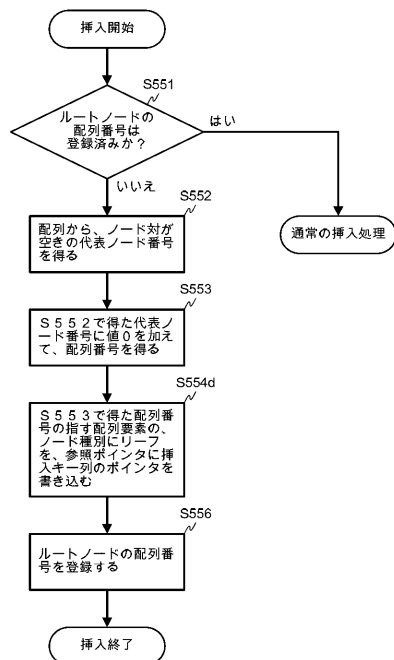 挿入開始
S551
ルートノードの
配列番号は
登録済みか?
はい
いいえ
S552
配列から、ノード対が
空きの代表ノード番号
を得る
通常の挿入処理
S553
S552で得た代表ノ
ード番号に値0を加え
て、配列番号を得る
S554d
S553で得た配列番
号の指す配列要素の、
ノード種別にリーフ
を、参照ポインタに挿
入キー列のポインタを
書き込む
S556
ルートノードの配列番
号を登録する
挿入終了